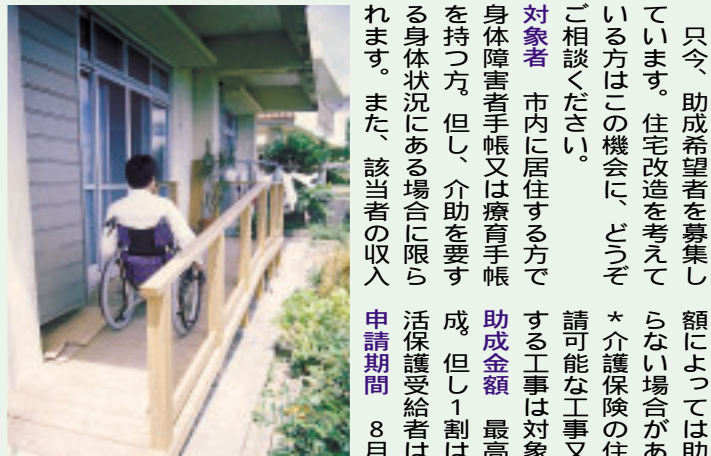 只今、助成希望者を募集し
ています。住宅改造を考えて
いる方はこの機会に、どうぞ
ご相談ください。
対象者　市内に居住する方で
身体障害者手帳又は療育手帳
を持つ方。但し、介助を要す
る身体状況にある場合に限ら
れます。また、該当者の収入
額によっては助
らない場合があ
＊介護保険の住
請可能な工事又
する工事は対象
助成金額　最高
成。但し1割は
活保護受給者は
申請期間　8月